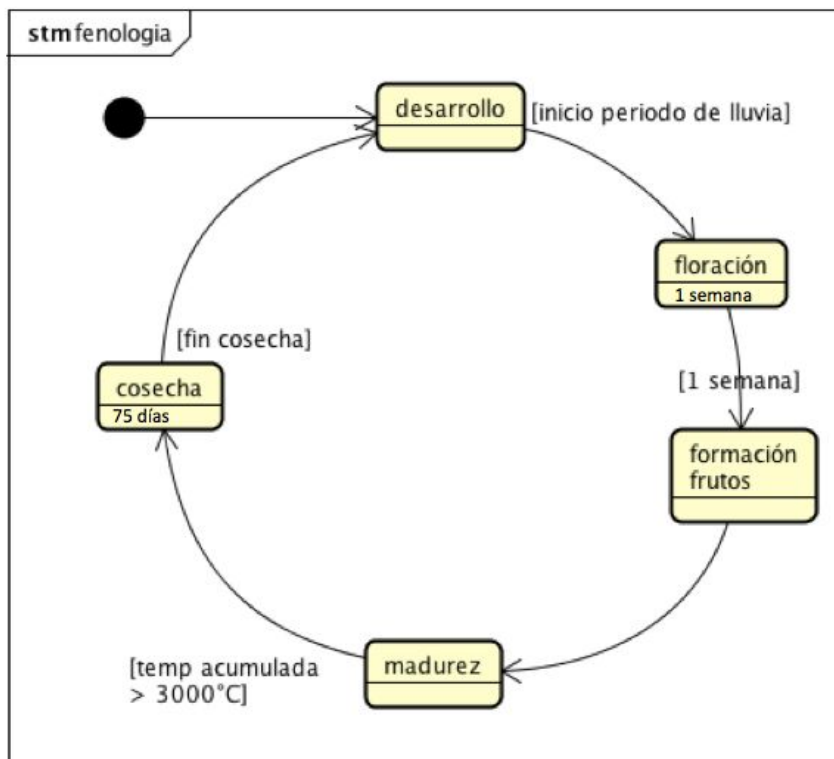 stm fenologia
desarrollo
[inicio periodo de lluvia]
floración
1 semana
[fin cosecha]
cosecha
75 días
[1 semana]
formación
frutos
madurez
[temp acumulada
> 3000°C]